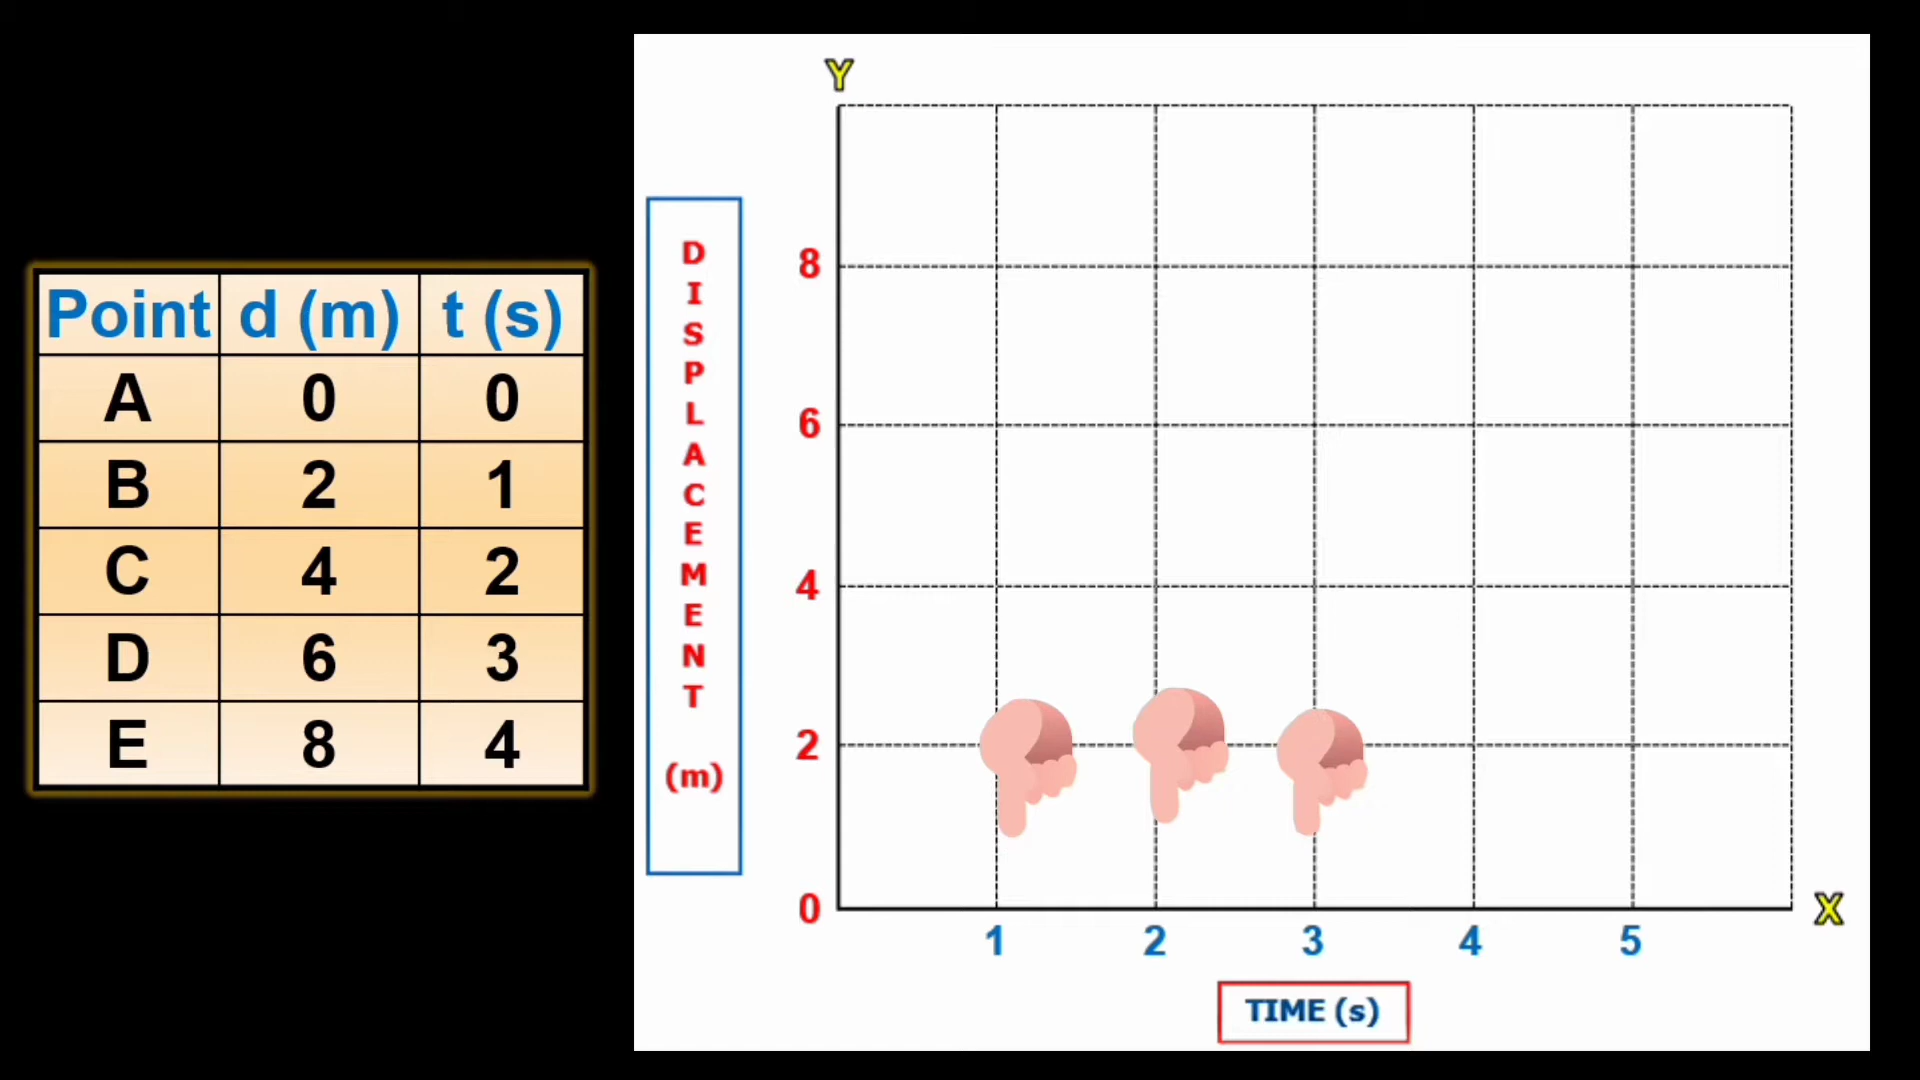 Point d (m) t (s)
A 0 0
B 2 1
C 4 2
D 6 3
E 8 4
Y
DISPLACEMENT
(m)
8
6
4
2
0
X
1 2 3 4 5
TIME (s)